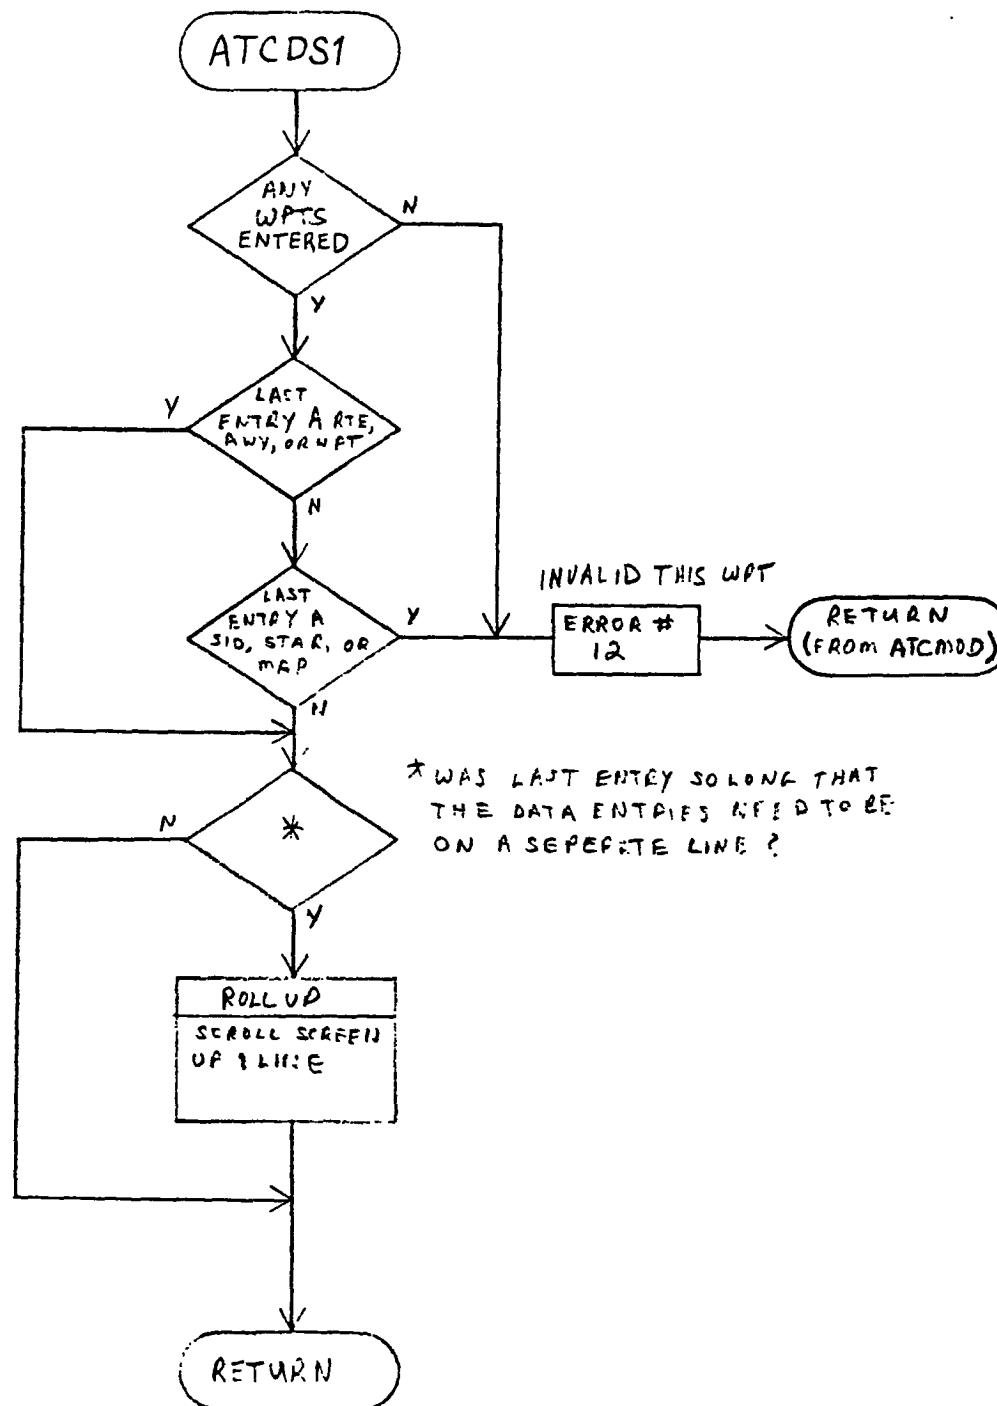 ATCDS1
ANY
WPTS
ENTERED
N
Y
LAST
ENTRY A RTE,
AWY, OR WPT
Y
N
LAST
ENTRY A
SID, STAR, OR
MAP
Y
N
INVALID THIS WPT
ERROR #
12
RETURN
(FROM ATCMOD)
* WAS LAST ENTRY SO LONG THAT
THE DATA ENTRIES NEED TO BE
ON A SEPERATE LINE ?
*
N
Y
ROLL UP
SCROLL SCREEN
UP 1 LINE
RETURN